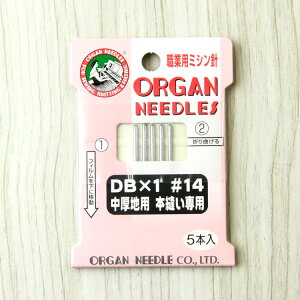 職業用ミシン針
ORGAN
NEEDLES
①
フィルムを下に移動
②
折り曲げる
DB×1 #14
中厚地用 本縫い専用
5本入
ORGAN NEEDLE CO., LTD.